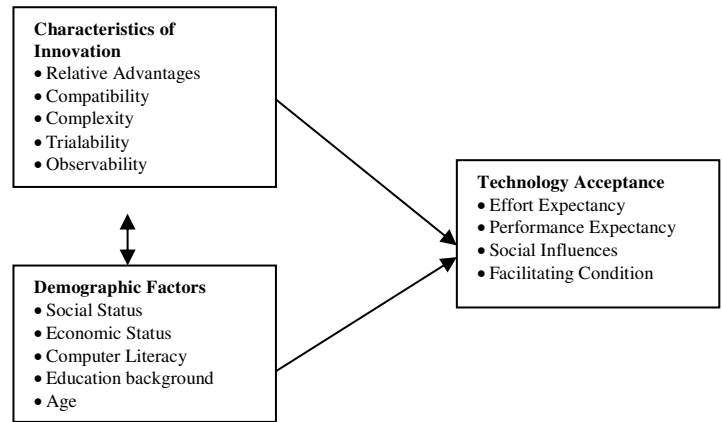 Characteristics of
Innovation
• Relative Advantages
• Compatibility
• Complexity
• Trialability
• Observability
Technology Acceptance
• Effort Expectancy
• Performance Expectancy
• Social Influences
• Facilitating Condition
Demographic Factors
• Social Status
• Economic Status
• Computer Literacy
• Education background
• Age